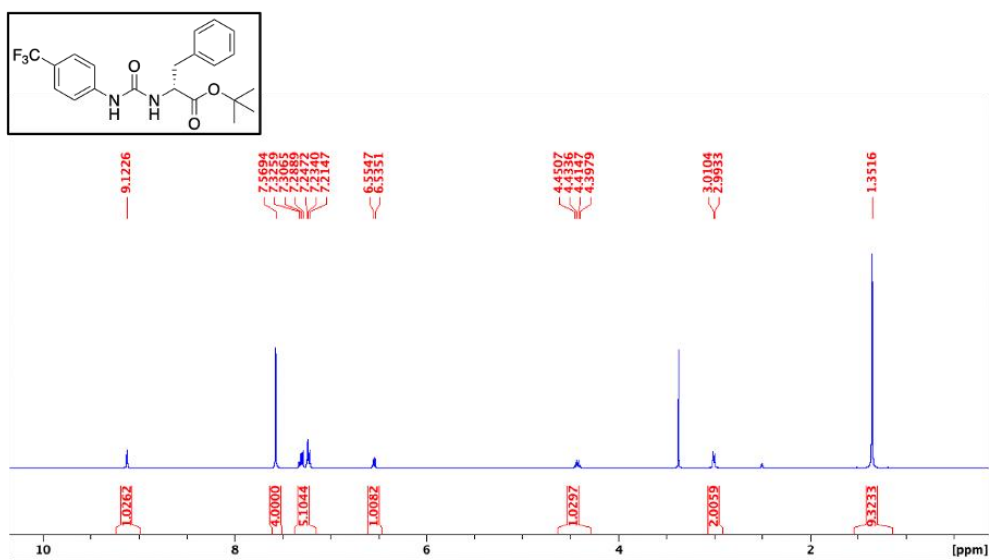 F₃C
O
N
H
N
H
O
O
9.1226
7.5694
7.3259
7.3065
7.2889
7.2472
7.2340
7.2147
6.5547
6.5351
4.4507
4.4336
4.4147
4.3979
3.0104
2.9933
1.3516
1.0262
4.0000
5.1044
1.0082
1.0297
2.0059
9.3233
10 8 6 4 2 [ppm]